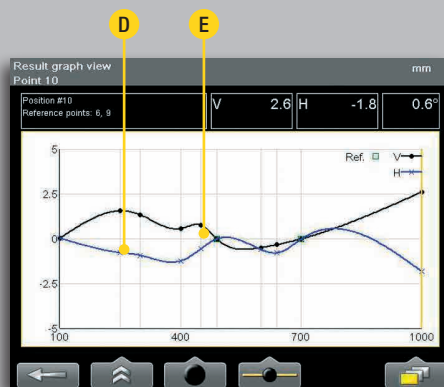 D
E
Result graph view
mm
Point 10
Position #10
Reference points: 6, 9
V 2.6
H -1.8
0.6°
Ref. V
H
5
2.5
0
-2.5
-5
100 400 700 1000